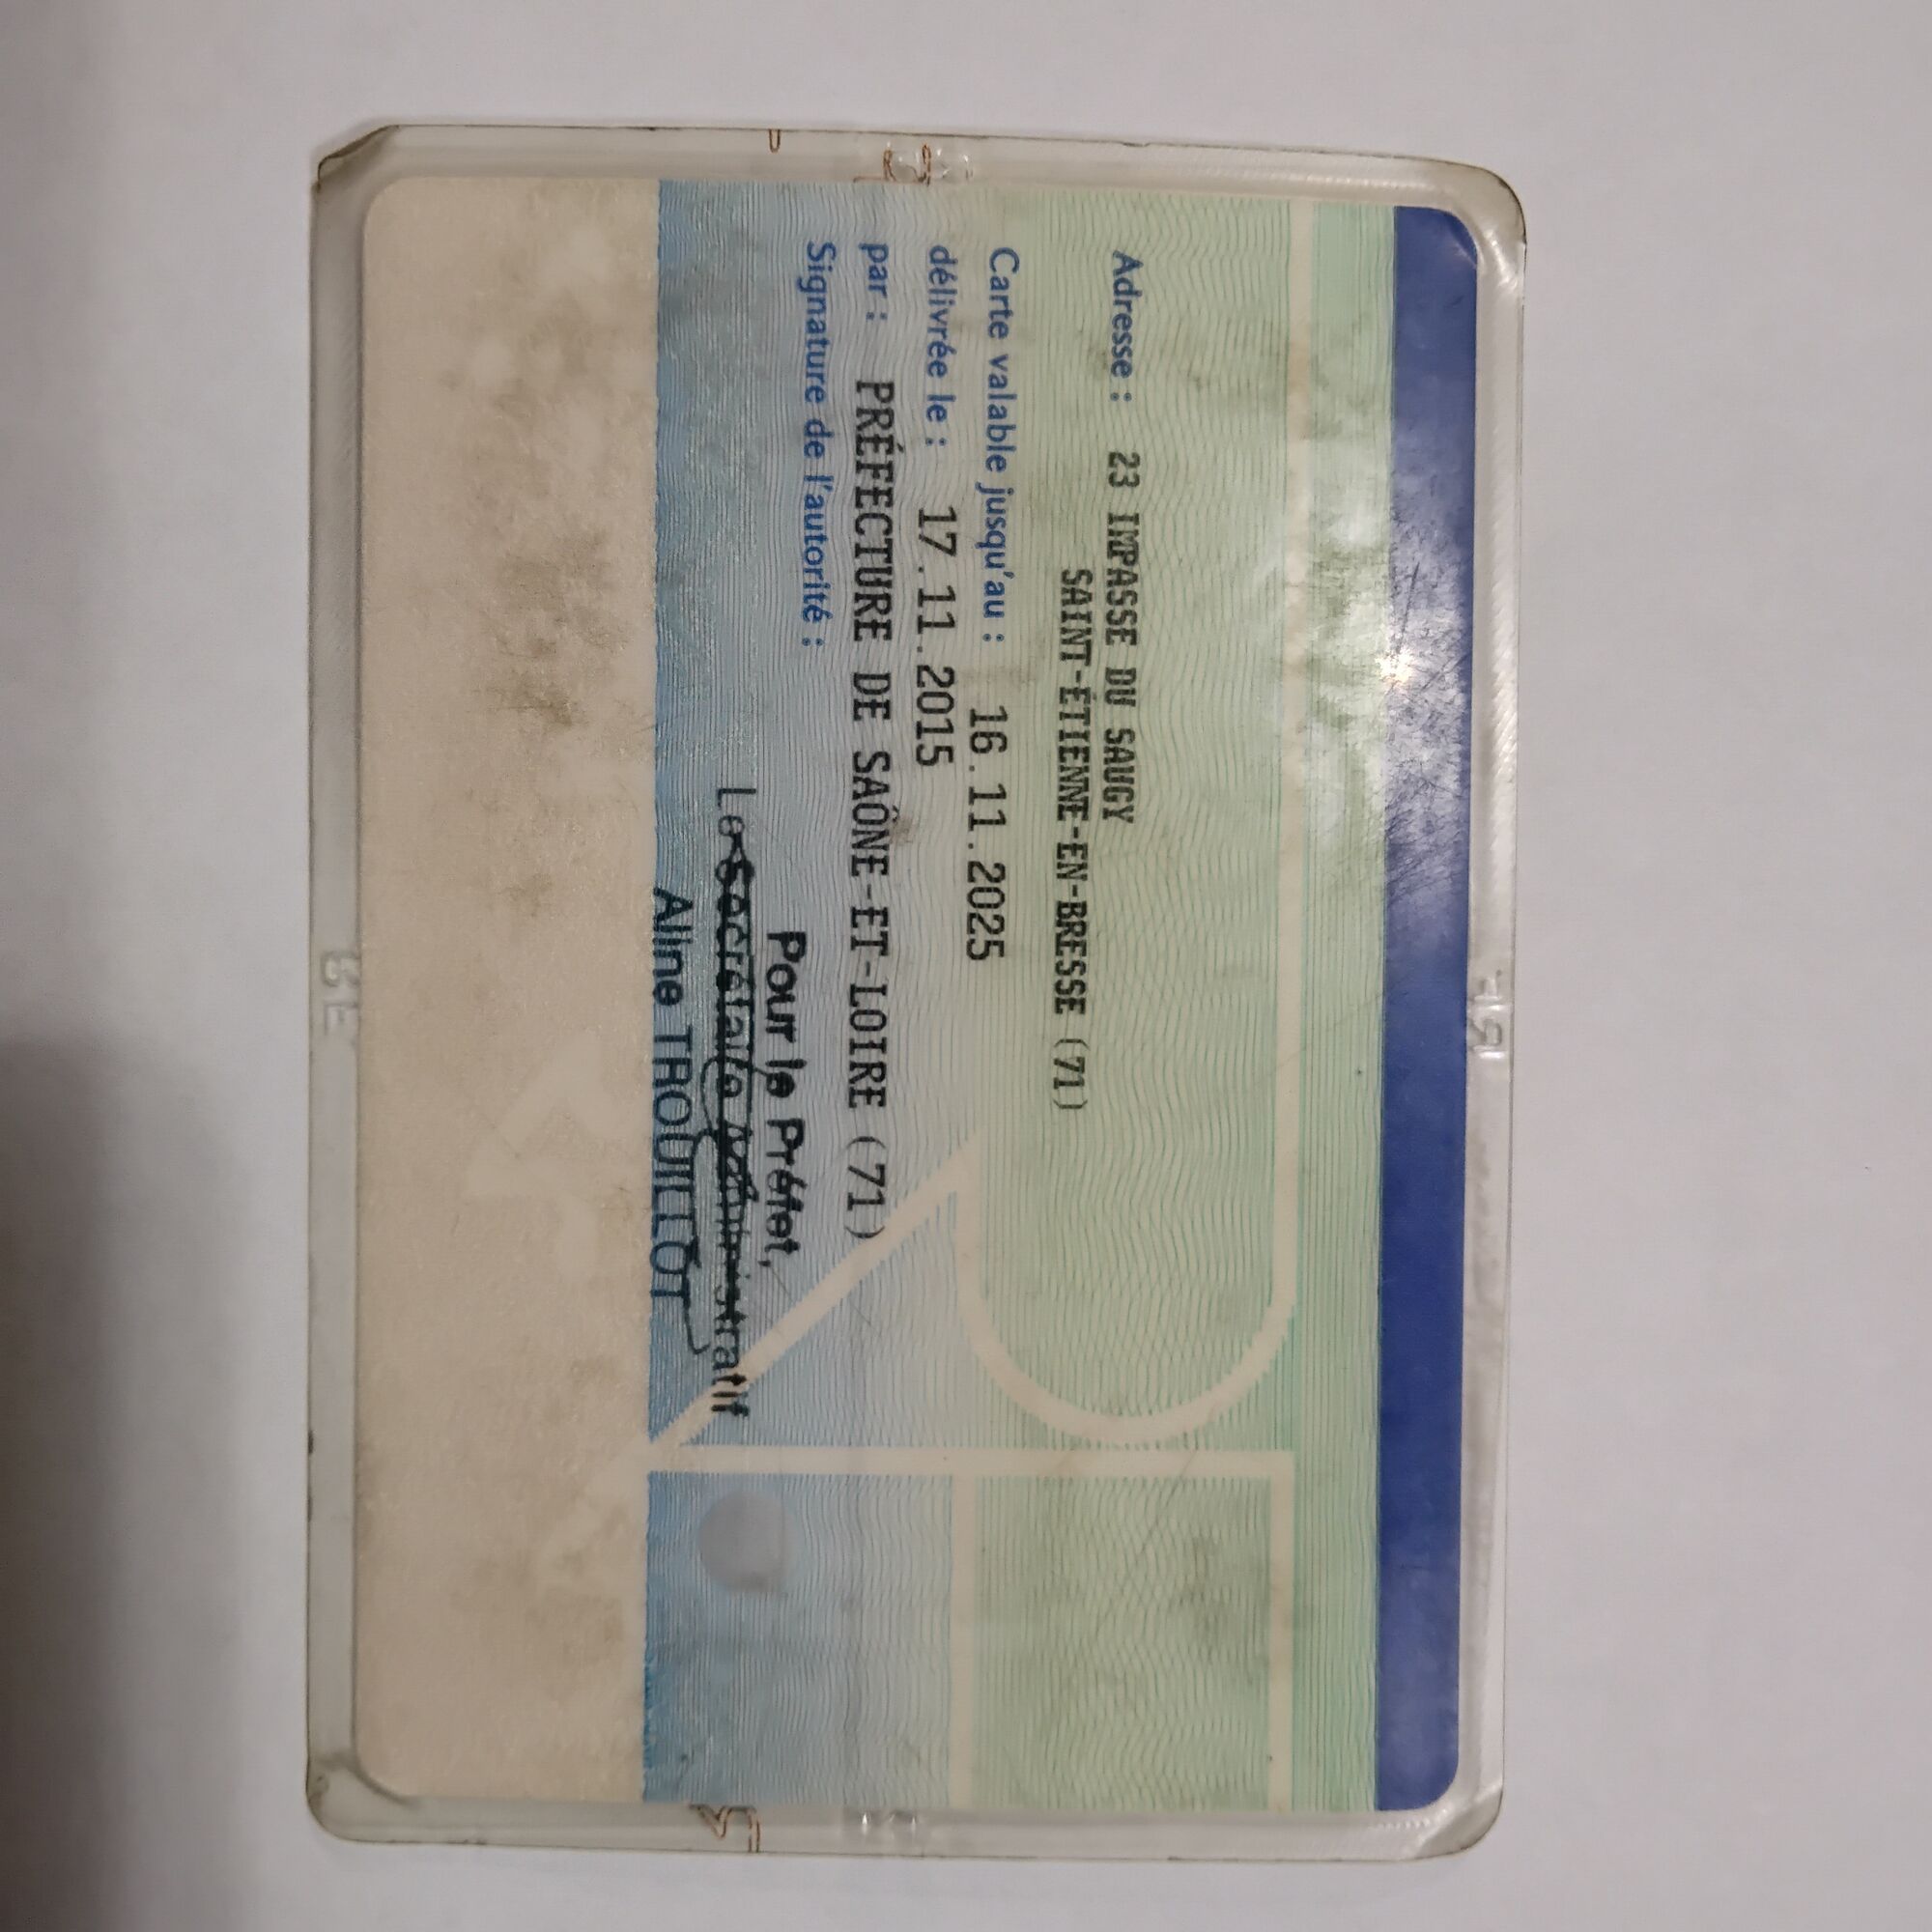 Adresse : 23 IMPASSE DU SAUGY
SAINT-ÉTIENNE-EN-BRESSE (71)
Carte valable jusqu'au : 16.11.2025
délivrée le : 17.11.2015
par : PRÉFECTURE DE SAÔNE-ET-LOIRE (71)
Signature de l'autorité :
Pour le Préfet,
Le Secrétaire Administratif
Aline TROUILLOT